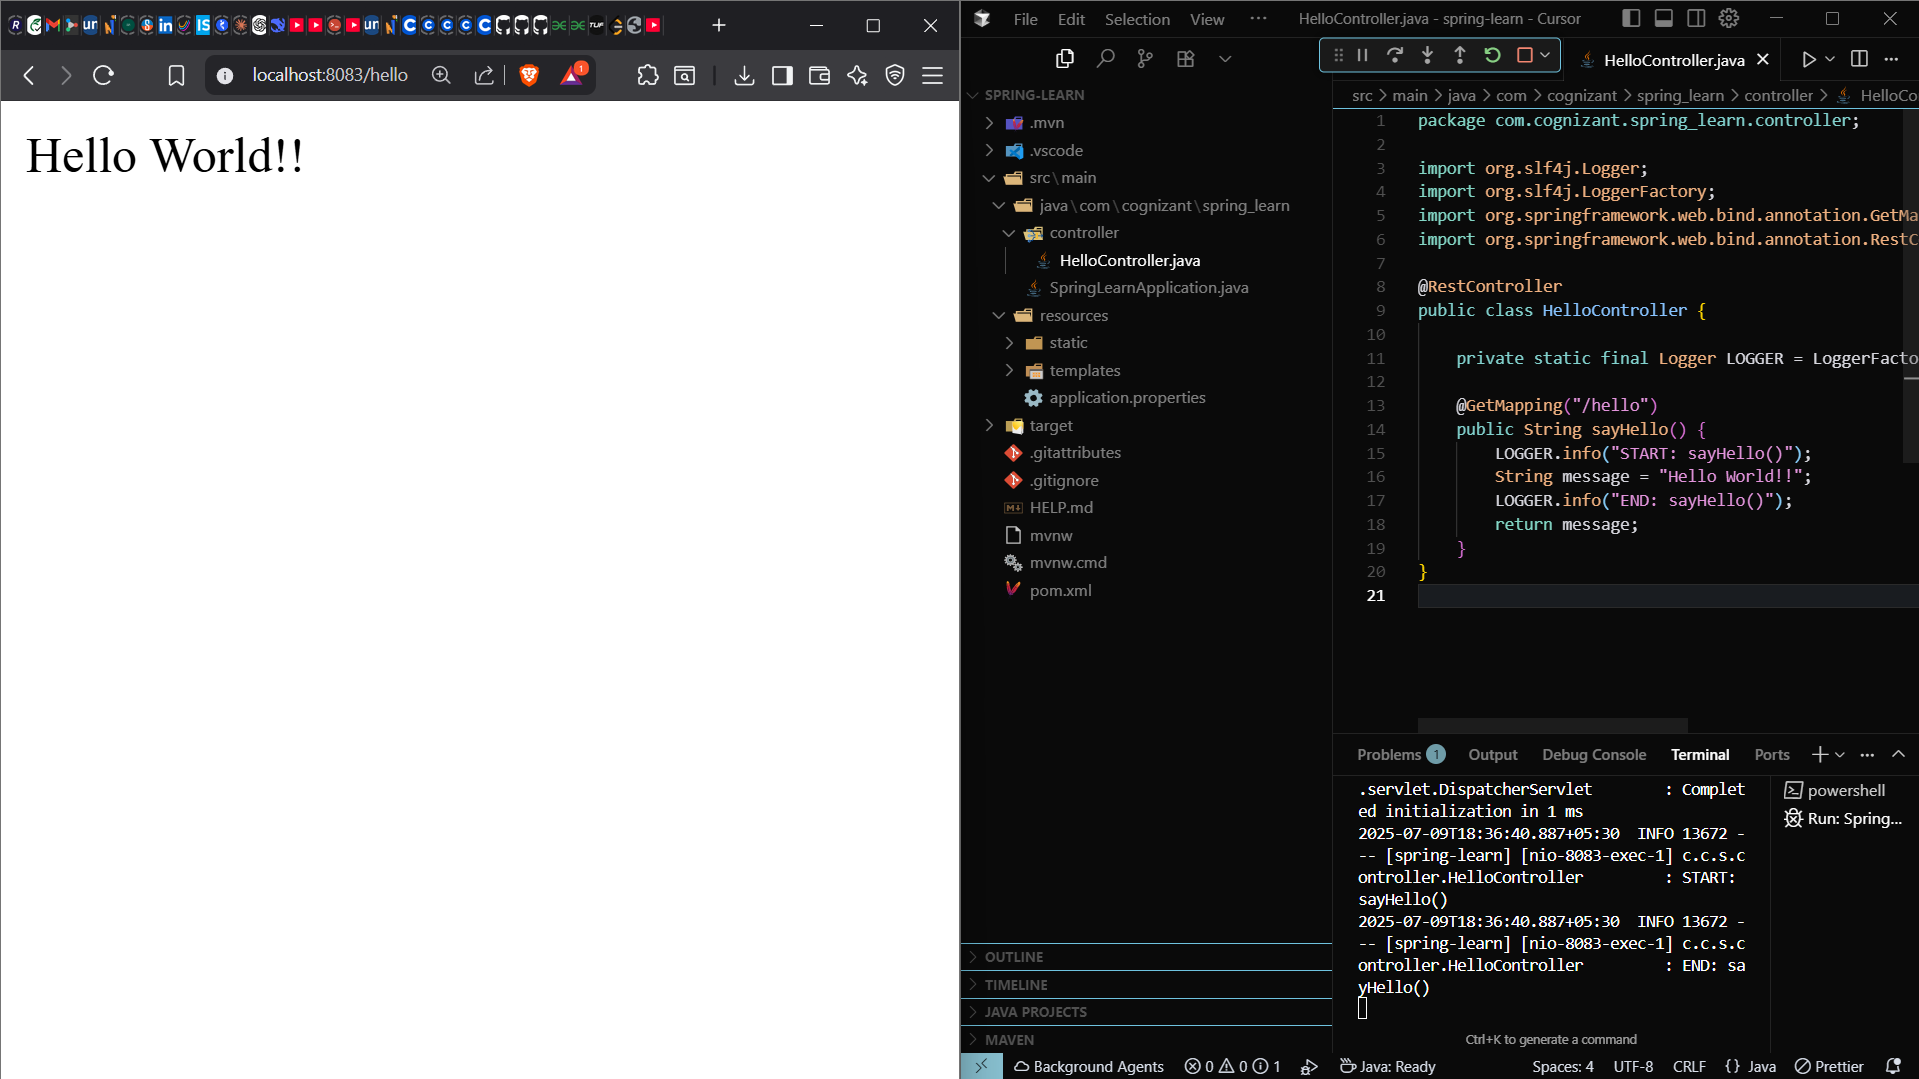 localhost:8083/hello
1
Hello World!!
File Edit Selection View ··· HelloController.java - spring-learn - Cursor
HelloController.java
SPRING-LEARN
.mvn
.vscode
src\main
java\com\cognizant\spring_learn
controller
HelloController.java
SpringLearnApplication.java
resources
static
templates
application.properties
target
.gitattributes
.gitignore
HELP.md
mvnw
mvnw.cmd
pom.xml
OUTLINE
TIMELINE
JAVA PROJECTS
MAVEN
src > main > java > com > cognizant > spring_learn > controller > HelloCo
1 package com.cognizant.spring_learn.controller;
2
3 import org.slf4j.Logger;
4 import org.slf4j.LoggerFactory;
5 import org.springframework.web.bind.annotation.GetMa
6 import org.springframework.web.bind.annotation.RestC
7
8 @RestController
9 public class HelloController {
10
11 private static final Logger LOGGER = LoggerFacto
12
13 @GetMapping("/hello")
14 public String sayHello() {
15 LOGGER.info("START: sayHello()");
16 String message = "Hello World!!";
17 LOGGER.info("END: sayHello()");
18 return message;
19 }
20 }
21
Problems 1 Output Debug Console Terminal Ports
.servlet.DispatcherServlet : Complet
ed initialization in 1 ms
2025-07-09T18:36:40.887+05:30 INFO 13672 -
-- [spring-learn] [nio-8083-exec-1] c.c.s.c
ontroller.HelloController : START:
sayHello()
2025-07-09T18:36:40.887+05:30 INFO 13672 -
-- [spring-learn] [nio-8083-exec-1] c.c.s.c
ontroller.HelloController : END: sa
yHello()
powershell
Run: Spring...
Ctrl+K to generate a command
Background Agents 0 0 1 Java: Ready Spaces: 4 UTF-8 CRLF {} Java Prettier